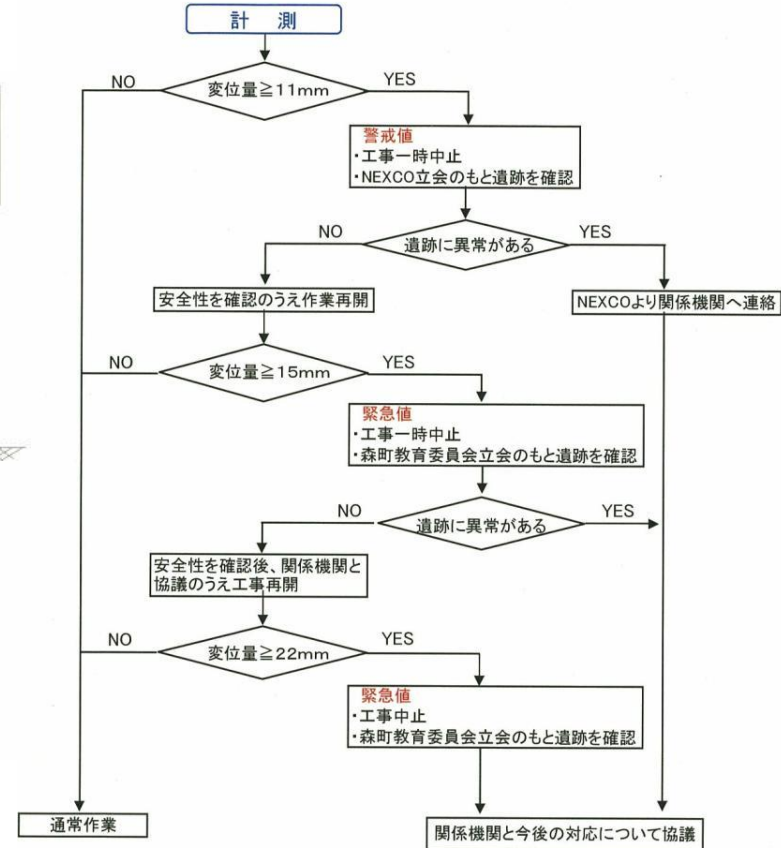 計 測
変位量≧11mm
NO
YES
警戒値
・工事一時中止
・NEXCO立会のもと遺跡を確認
遺跡に異常がある
NO
YES
安全性を確認のうえ作業再開
NEXCOより関係機関へ連絡
変位量≧15mm
NO
YES
緊急値
・工事一時中止
・森町教育委員会立会のもと遺跡を確認
遺跡に異常がある
NO
YES
安全性を確認後、関係機関と
協議のうえ工事再開
変位量≧22mm
NO
YES
緊急値
・工事中止
・森町教育委員会立会のもと遺跡を確認
通常作業
関係機関と今後の対応について協議